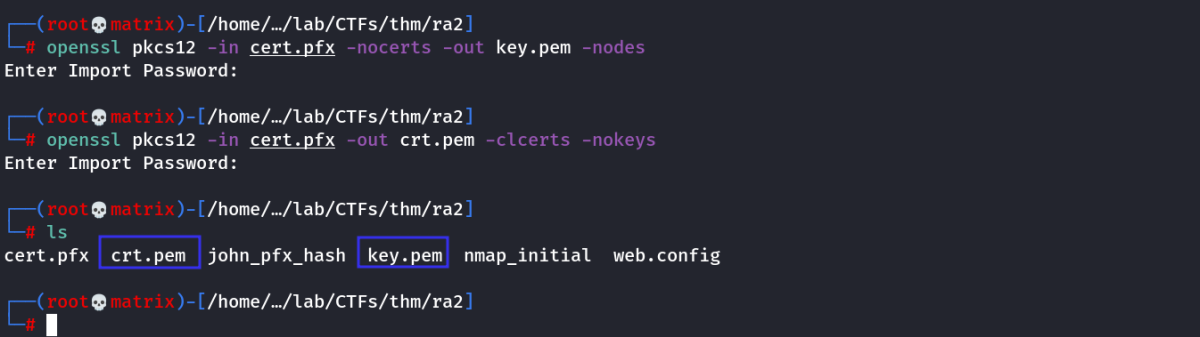 ┌──(root💀matrix)-[/home/…/lab/CTFs/thm/ra2]
└─# openssl pkcs12 -in cert.pfx -nocerts -out key.pem -nodes
Enter Import Password:
┌──(root💀matrix)-[/home/…/lab/CTFs/thm/ra2]
└─# openssl pkcs12 -in cert.pfx -out crt.pem -clcerts -nokeys
Enter Import Password:
┌──(root💀matrix)-[/home/…/lab/CTFs/thm/ra2]
└─# ls
cert.pfx crt.pem john_pfx_hash key.pem nmap_initial web.config
┌──(root💀matrix)-[/home/…/lab/CTFs/thm/ra2]
└─#